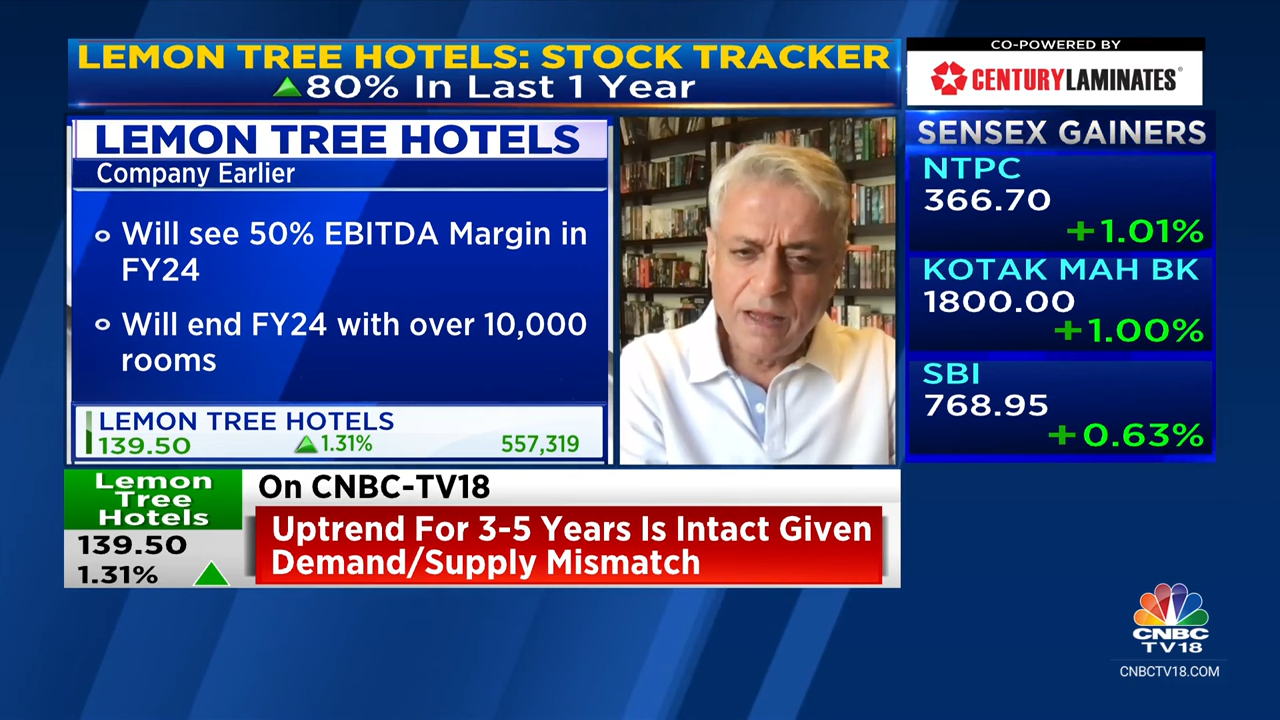 LEMON TREE HOTELS: STOCK TRACKER
▲80% In Last 1 Year
CO-POWERED BY
CENTURYLAMINATES®
LEMON TREE HOTELS
Company Earlier
Will see 50% EBITDA Margin in
FY24
Will end FY24 with over 10,000
rooms
LEMON TREE HOTELS
139.50 ▲1.31% 557,319
SENSEX GAINERS
NTPC
366.70
+1.01%
KOTAK MAH BK
1800.00
+1.00%
SBI
768.95
+0.63%
Lemon
Tree
Hotels
139.50
1.31% ▲
On CNBC-TV18
Uptrend For 3-5 Years Is Intact Given
Demand/Supply Mismatch
CNBC
TV18
CNBCTV18.COM